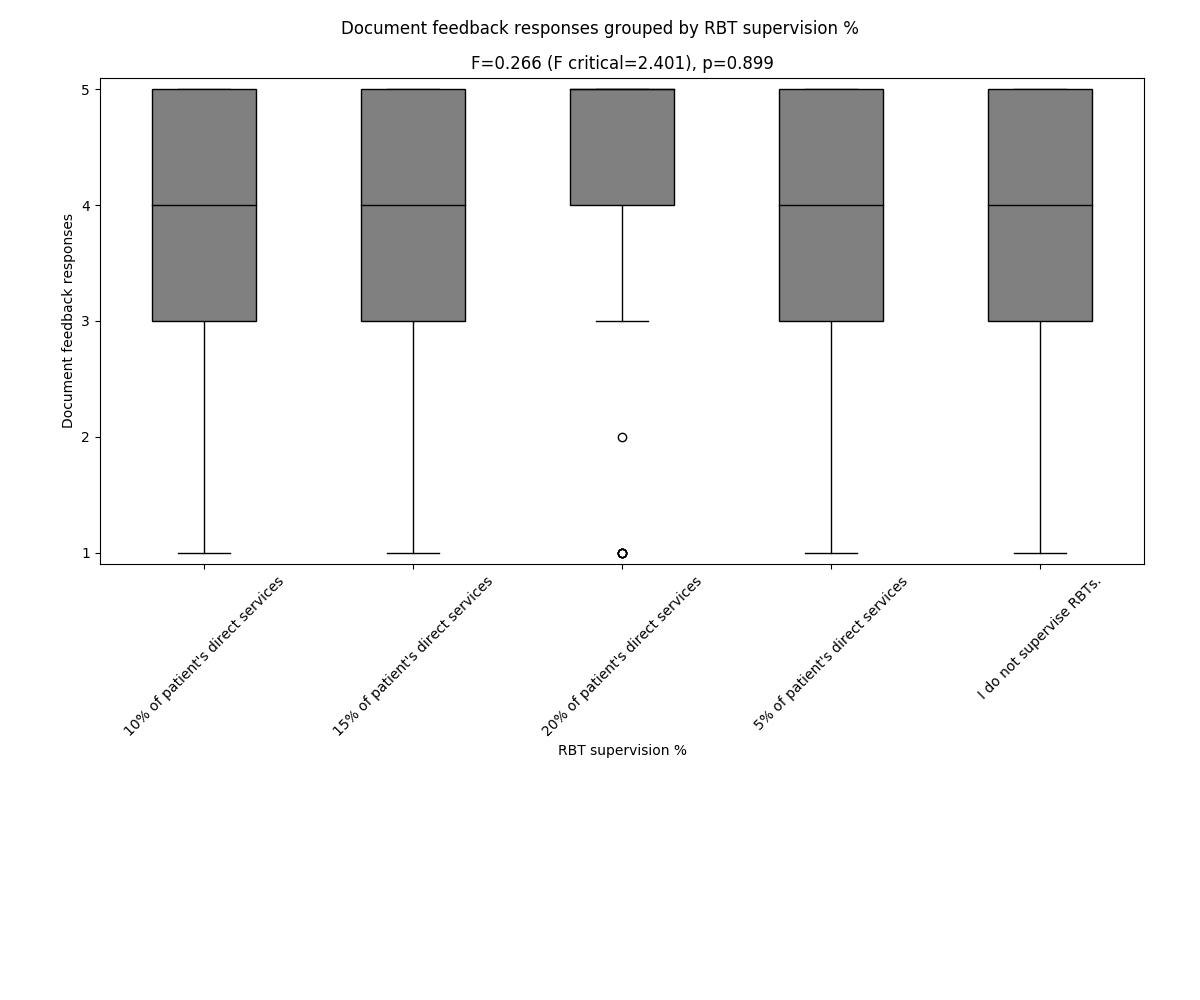 Document feedback responses grouped by RBT supervision %
F=0.266 (F critical=2.401), p=0.899
5
4
3
2
1
Document feedback responses
10% of patient's direct services
15% of patient's direct services
20% of patient's direct services
5% of patient's direct services
I do not supervise RBTs.
RBT supervision %